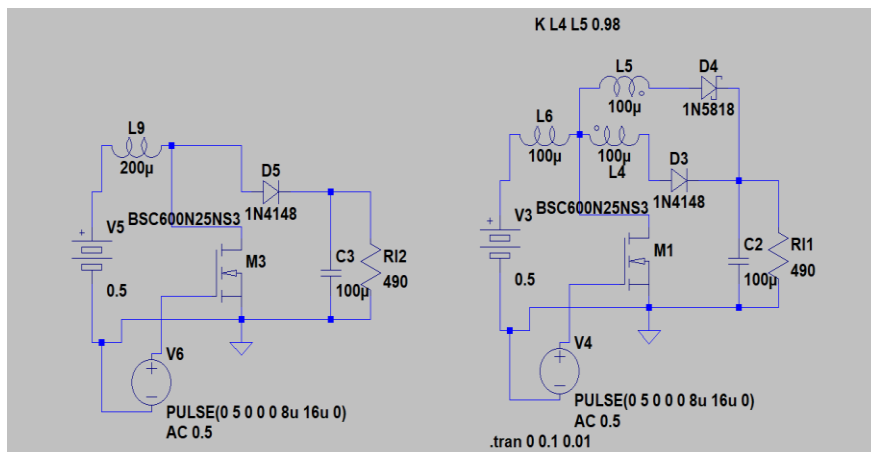 K L4 L5 0.98
L5
D4
100µ
1N5818
L9
200µ
L6
100µ
100µ
L4
D5
1N4148
D3
1N4148
BSC600N25NS3
BSC600N25NS3
+
V5
0.5
M3
C3
100µ
Rl2
490
+
V3
0.5
M1
C2
100µ
Rl1
490
V6
+
−
PULSE(0 5 0 0 0 8u 16u 0)
AC 0.5
V4
+
−
PULSE(0 5 0 0 0 8u 16u 0)
AC 0.5
.tran 0 0.1 0.01